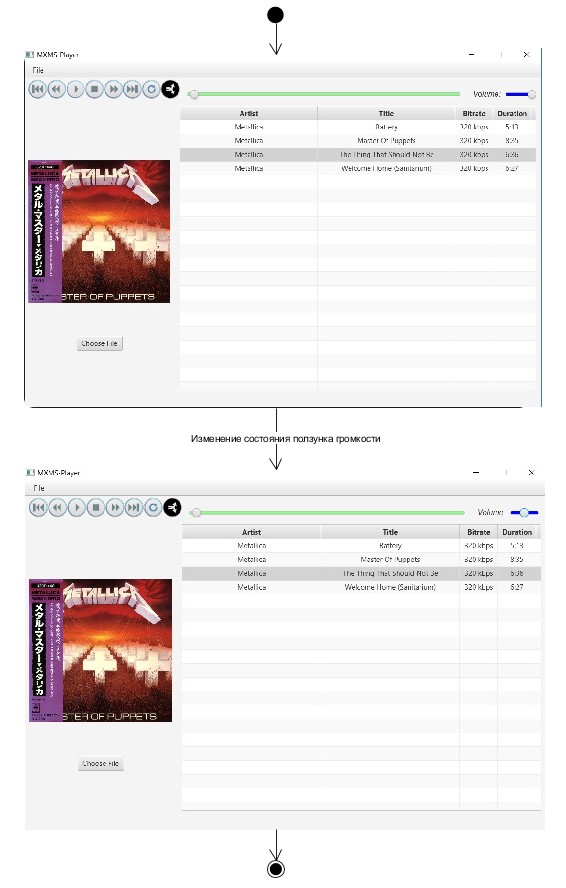 MXMS-Player
File
Volume:
Artist Title Bitrate Duration
Metallica Battery 320 kbps 5:13
Metallica Master Of Puppets 320 kbps 8:35
Metallica The Thing That Should Not Be 320 kbps 6:36
Metallica Welcome Home (Sanitarium) 320 kbps 6:27
METALLICA
メタル・マスター・メタリカ
STER OF PUPPETS
Choose File
Изменение состояния ползунка громкости
MXMS-Player
File
Volume
Artist Title Bitrate Duration
Metallica Battery 320 kbps 5:13
Metallica Master Of Puppets 320 kbps 8:35
Metallica The Thing That Should Not Be 320 kbps 6:36
Metallica Welcome Home (Sanitarium) 320 kbps 6:27
METALLICA
メタル・マスター・メタリカ
STER OF PUPPETS
Choose File